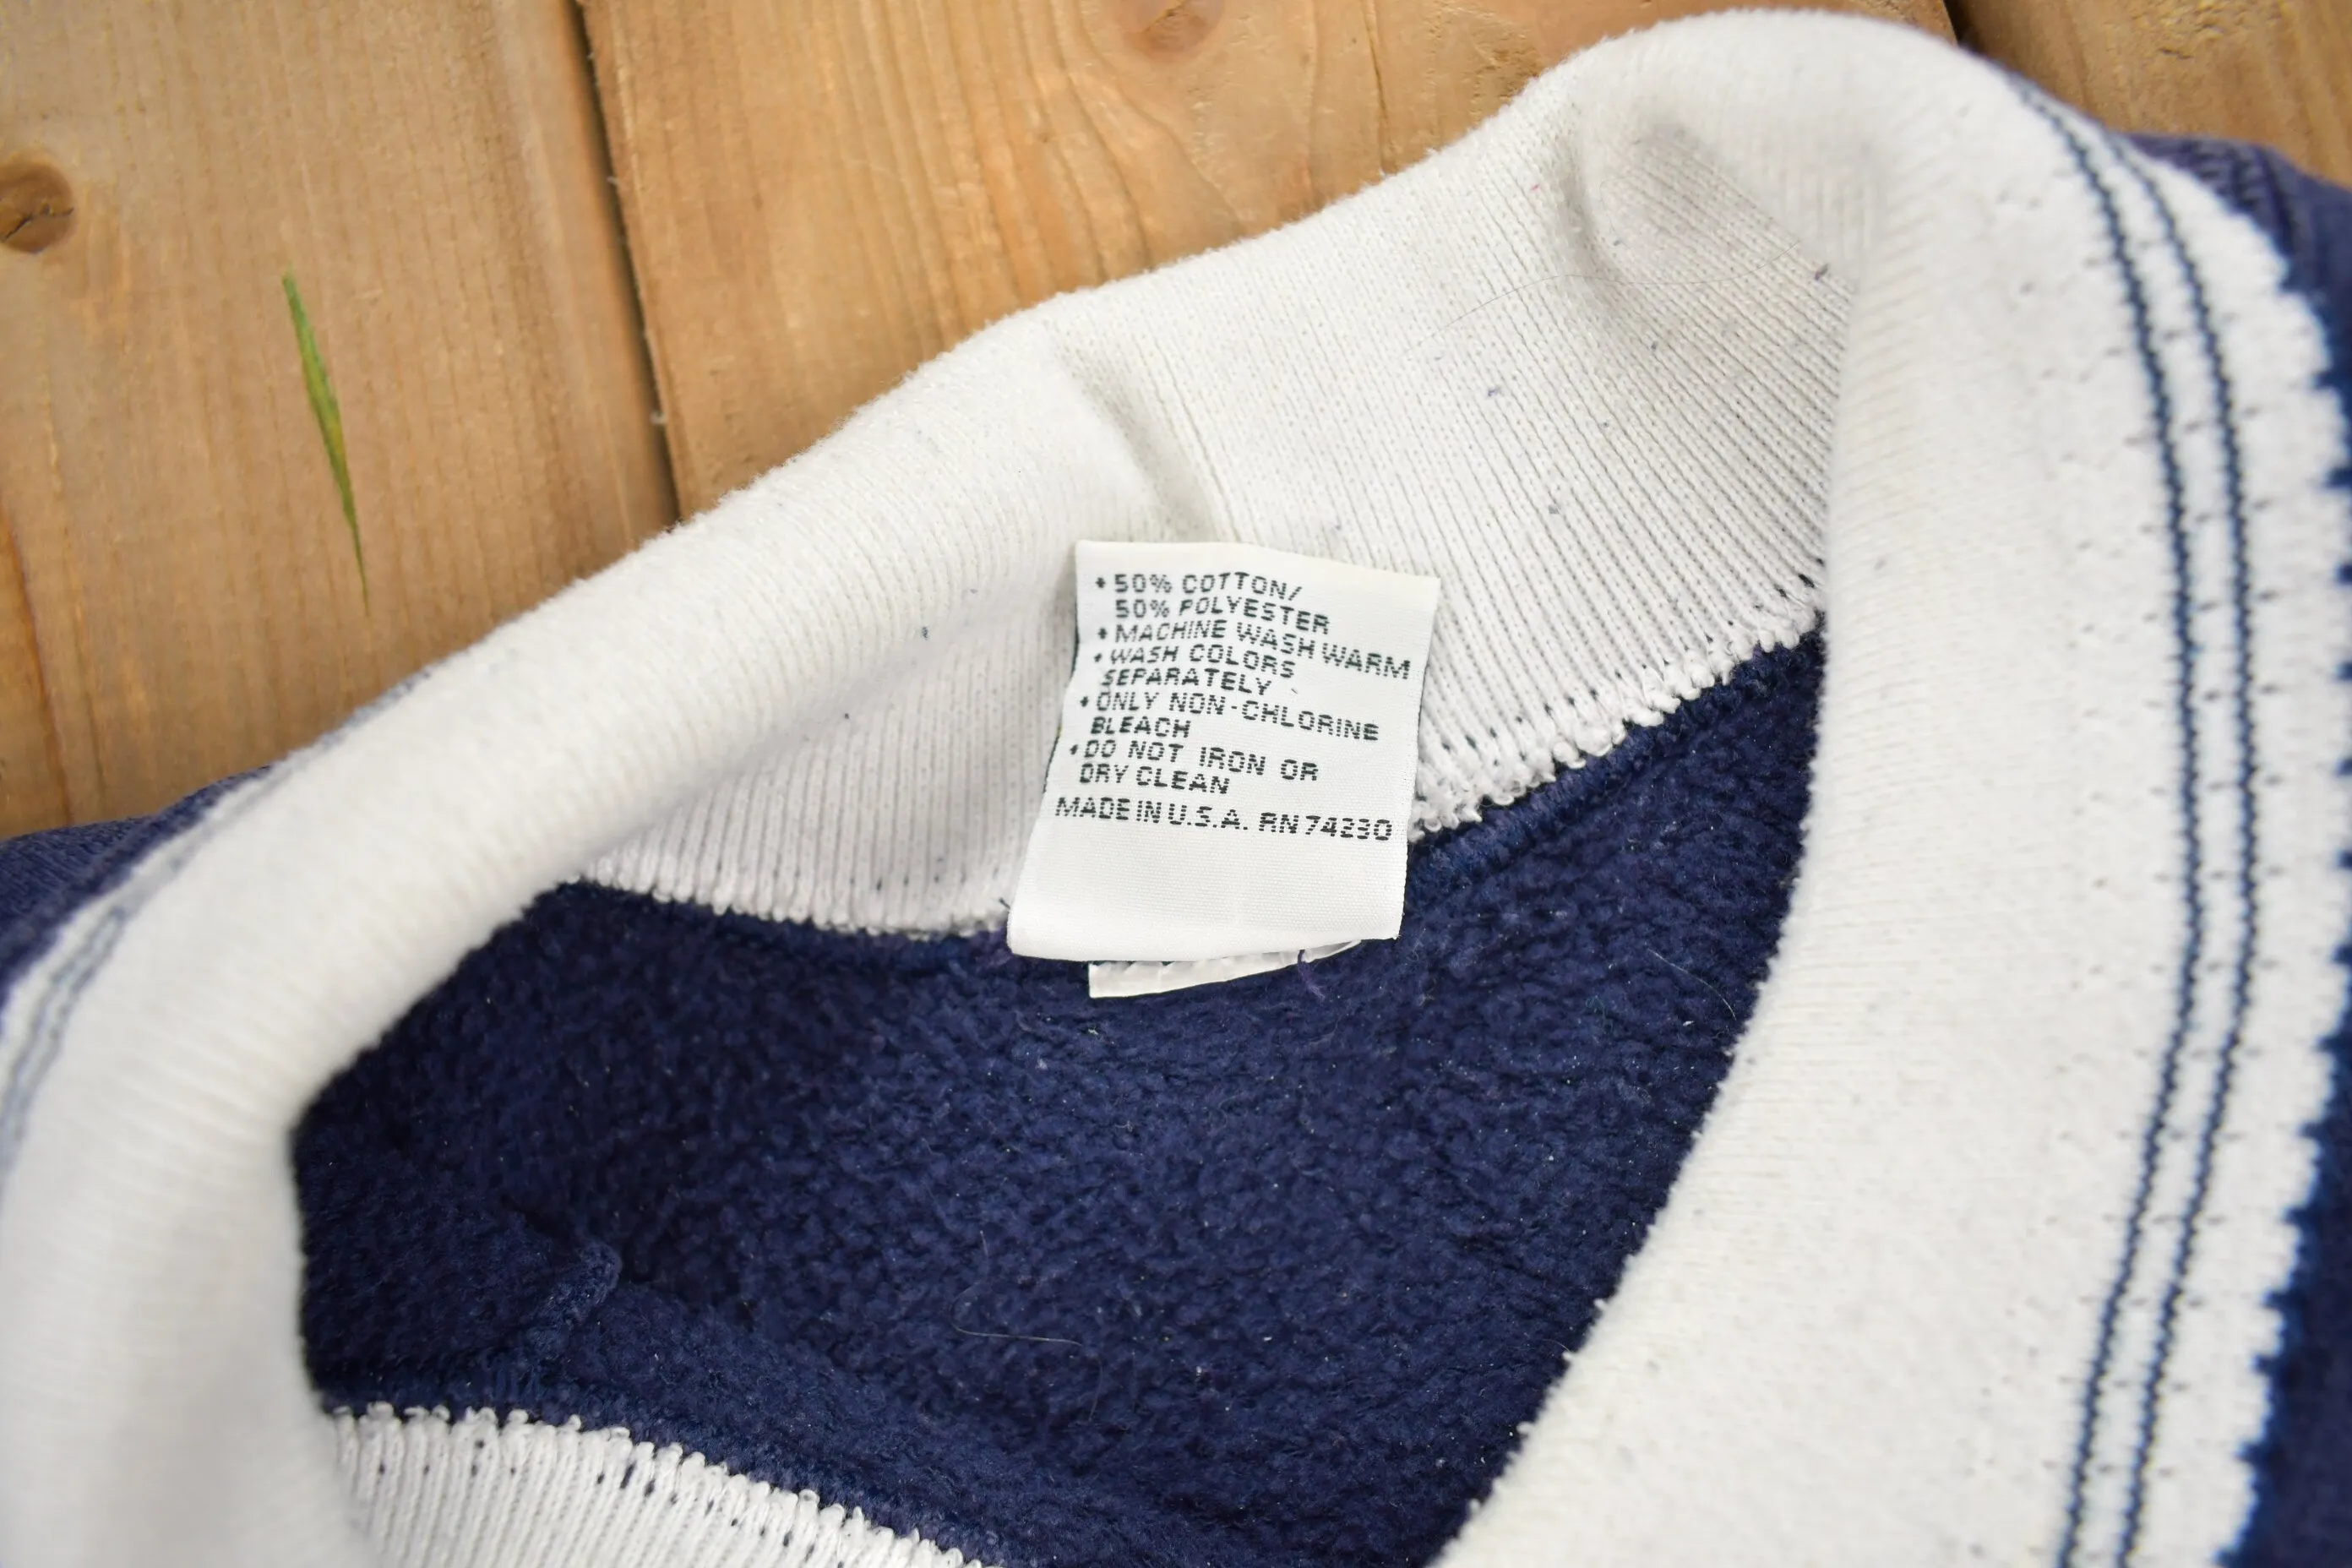 • 50% COTTON/
50% POLYESTER
• MACHINE WASH WARM
• WASH COLORS
SEPARATELY
• ONLY NON-CHLORINE
BLEACH
• DO NOT IRON OR
DRY CLEAN
MADE IN U.S.A. RN 74230